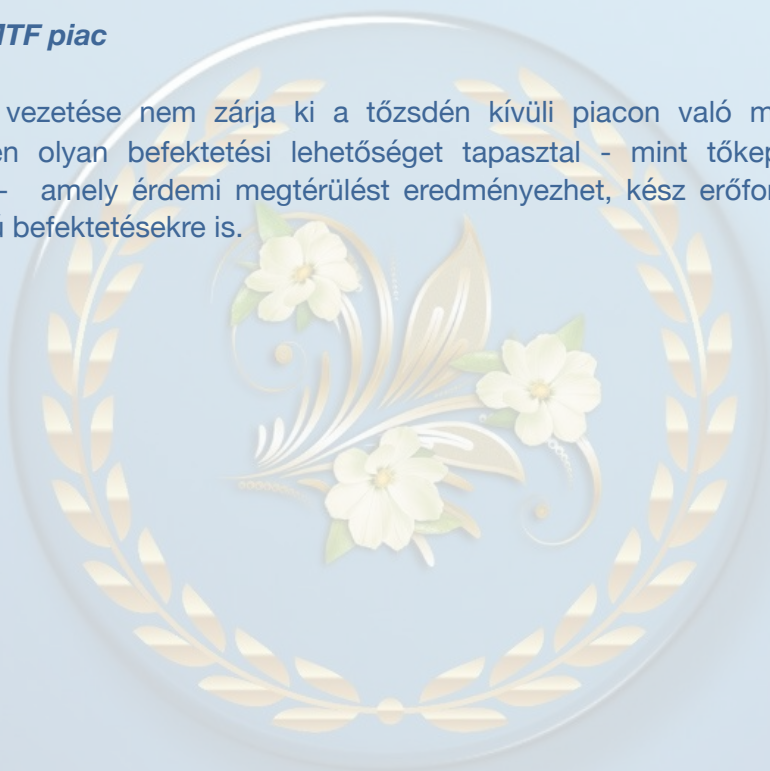 MTF piac
vezetése nem zárja ki a tőzsdén kívüli piacon való m
en olyan befektetési lehetőséget tapasztal - mint tőkep
- amely érdemi megtérülést eredményezhet, kész erőfor
ú befektetésekre is.